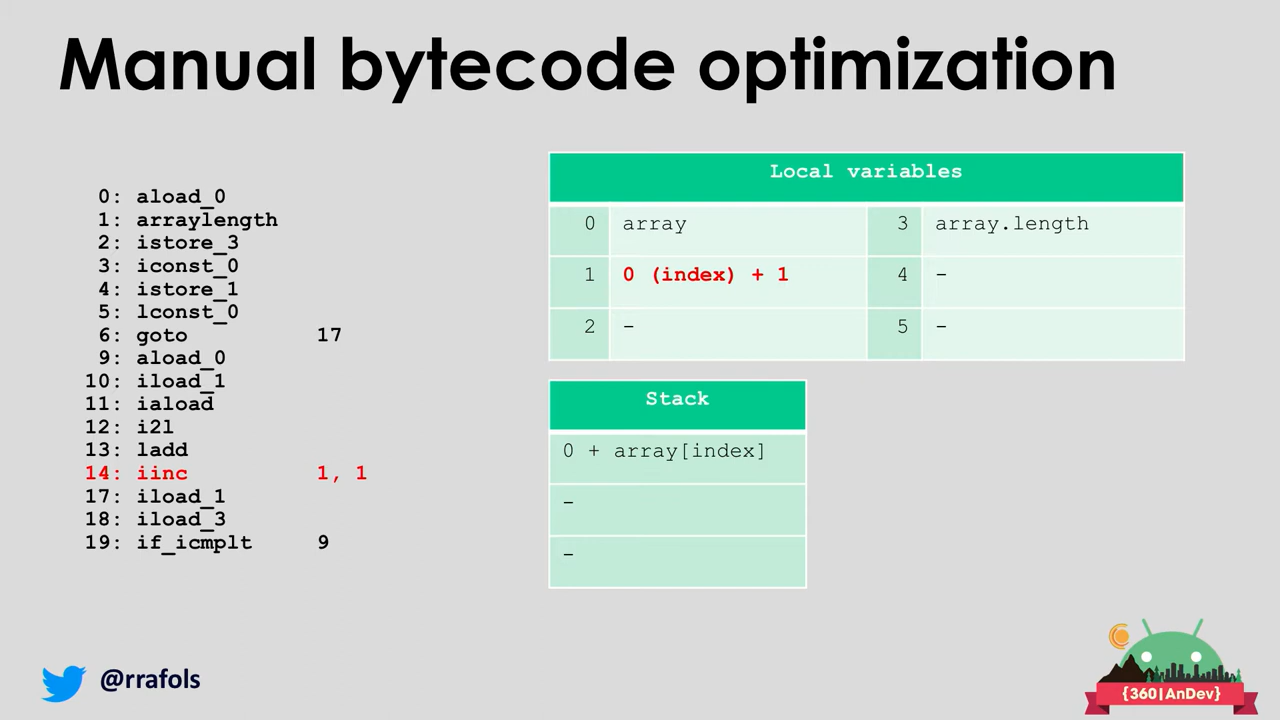 Manual bytecode optimization
0: aload_0
1: arraylength
2: istore_3
3: iconst_0
4: istore_1
5: lconst_0
6: goto 17
9: aload_0
10: iload_1
11: iaload
12: i2l
13: ladd
14: iinc 1, 1
17: iload_1
18: iload_3
19: if_icmplt 9
Local variables
0 array 3 array.length
1 0 (index) + 1 4 -
2 - 5 -
Stack
0 + array[index]
-
-
@rrafols
{360|AnDev}